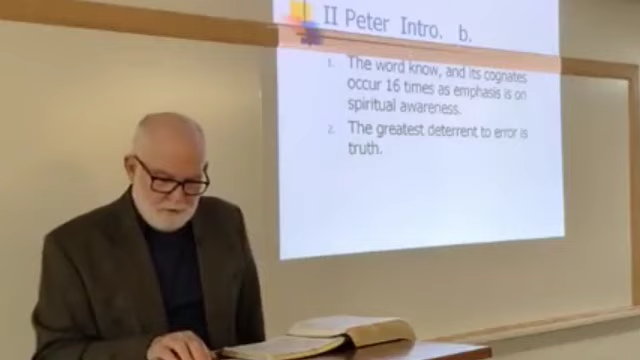 II Peter Intro. b.
1. The word know, and its cognates
occur 16 times as emphasis is on
spiritual awareness.
2. The greatest deterrent to error is
truth.